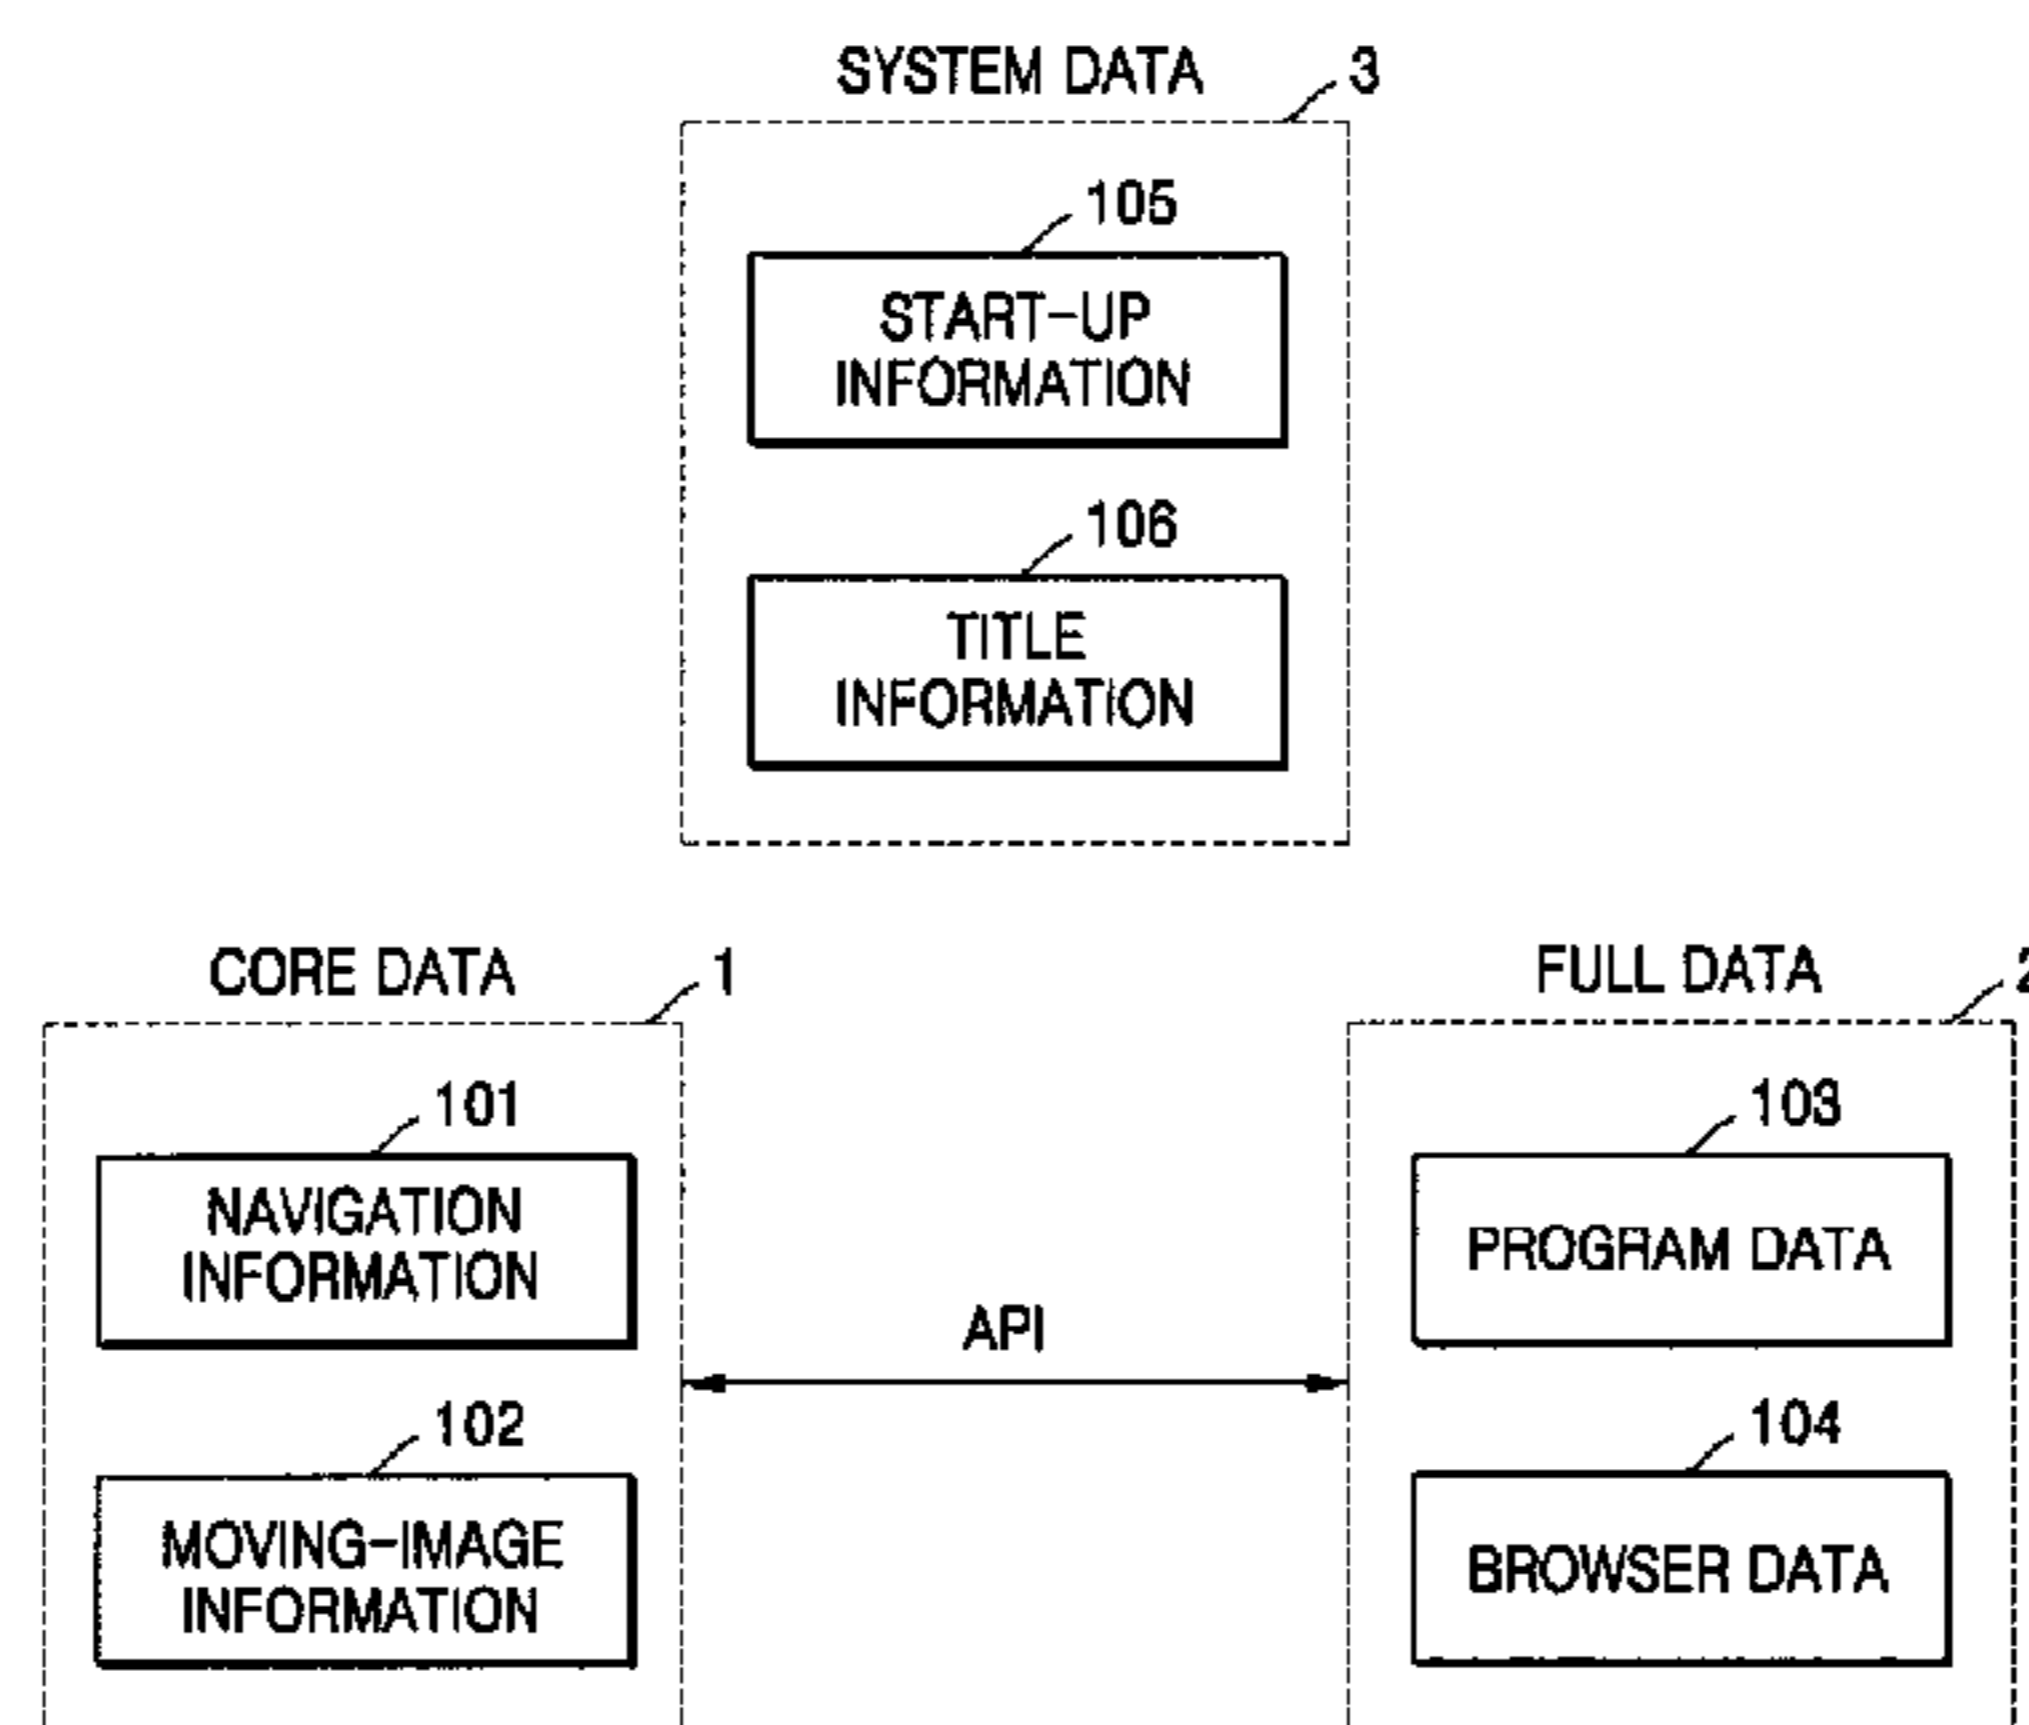 SYSTEM DATA 3
105
START-UP
INFORMATION
106
TITLE
INFORMATION
CORE DATA 1
101
NAVIGATION
INFORMATION
102
MOVING-IMAGE
INFORMATION
API
FULL DATA 2
103
PROGRAM DATA
104
BROWSER DATA